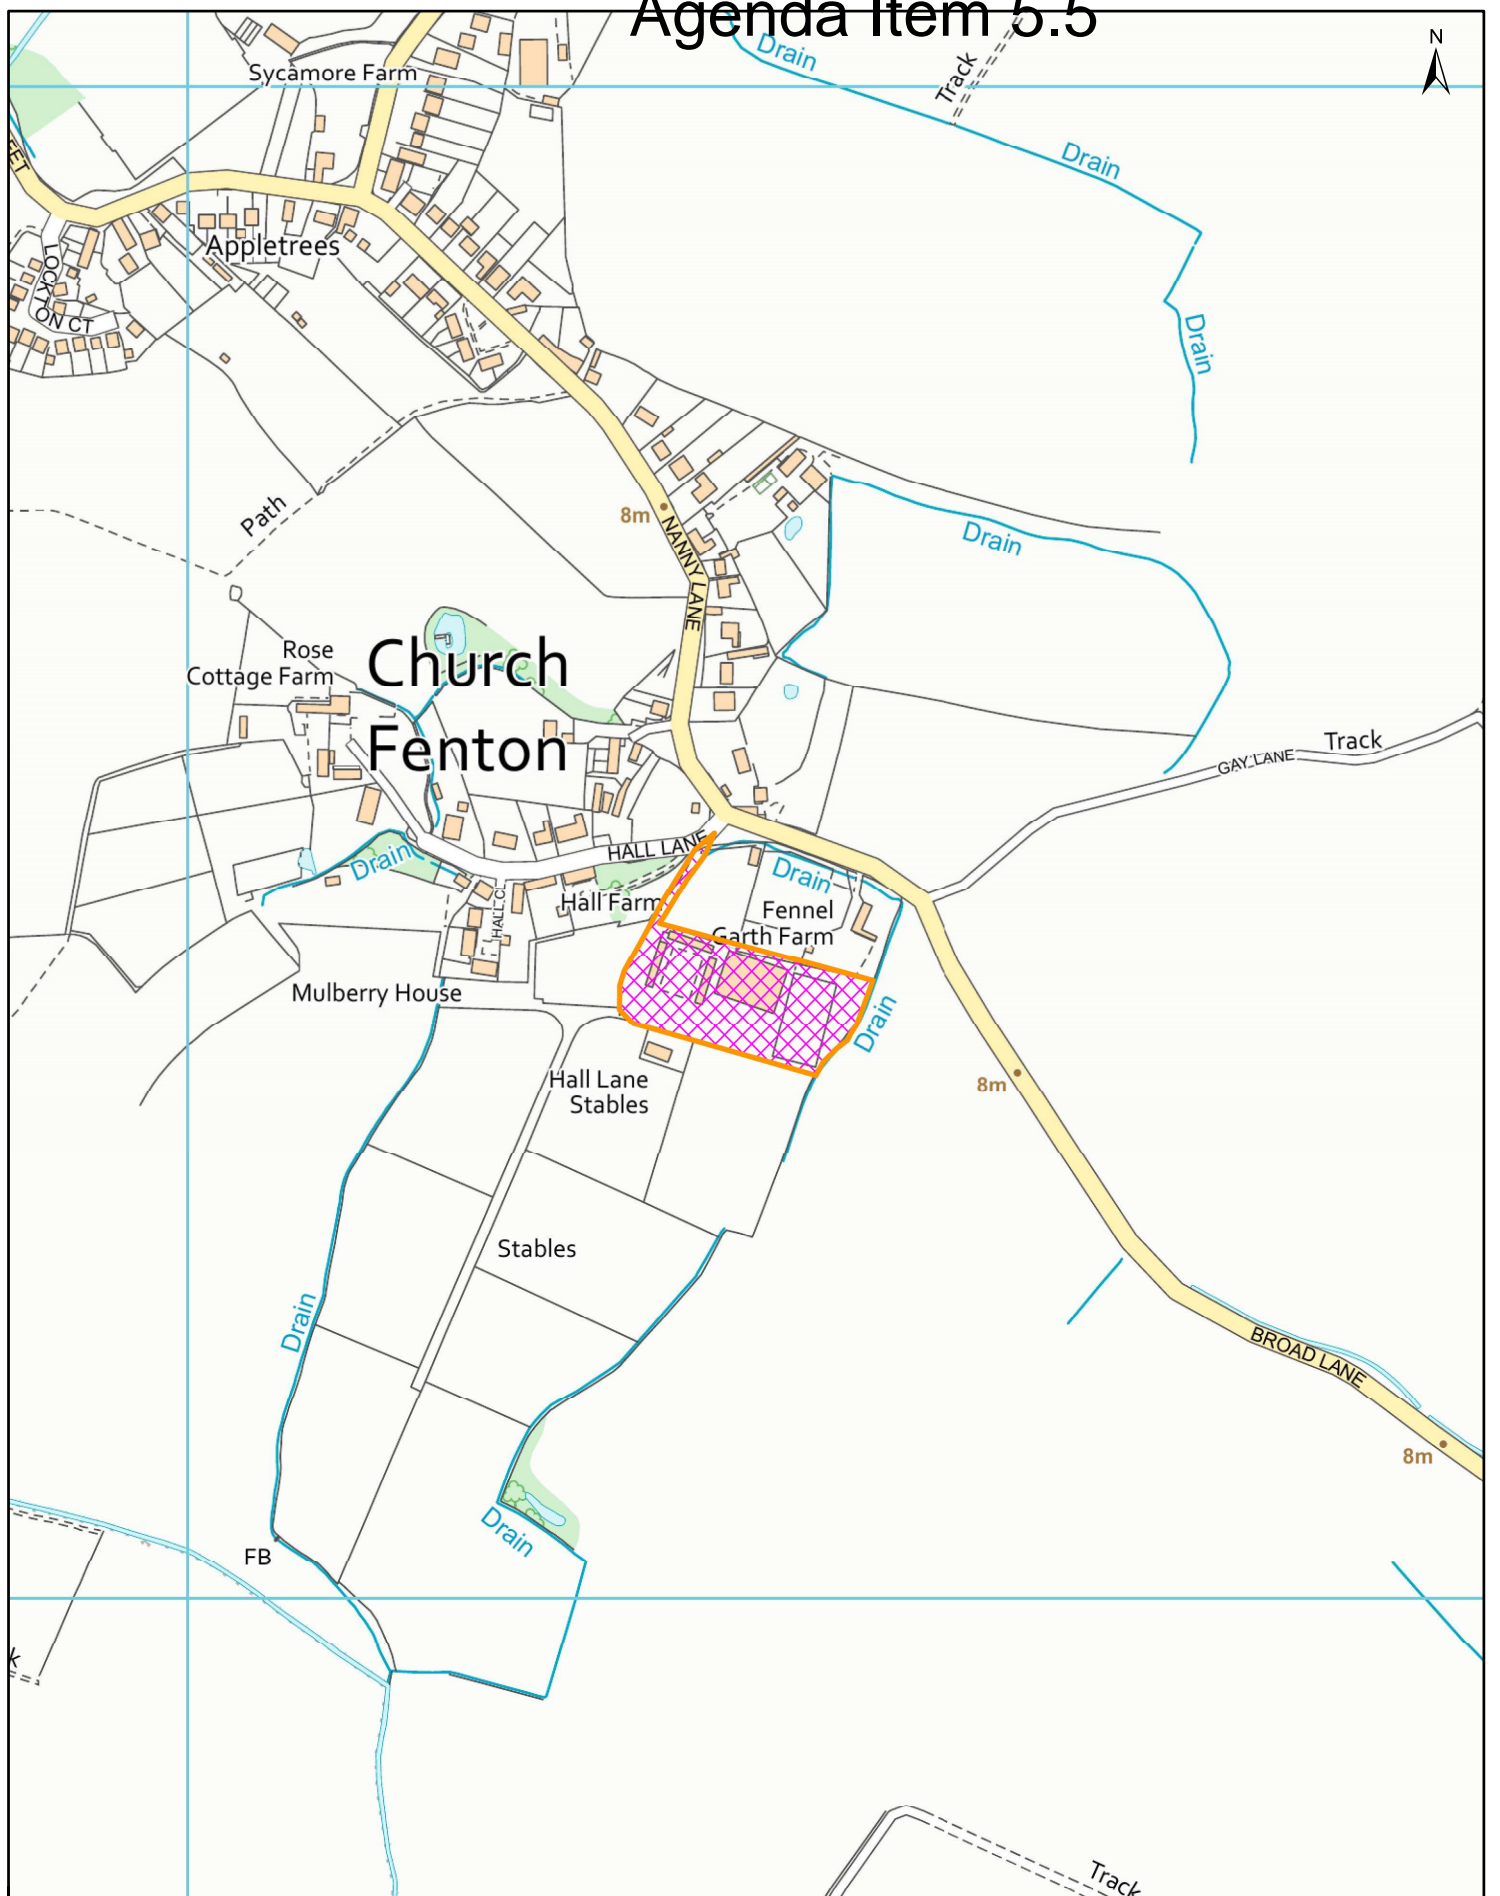 Agenda Item 5.5
N
Drain
Track
Sycamore Farm
Drain
Appletrees
LOCKTON CT
Drain
Path
8m
NANNY LANE
Drain
Rose
Cottage Farm
Church
Fenton
Track
GAY LANE
HALL LANE
Drain
Drain
HALL CL
Hall Farm
Fennel
Garth Farm
Mulberry House
Drain
8m
Hall Lane
Stables
Stables
Drain
BROAD LANE
8m
Drain
FB
Track